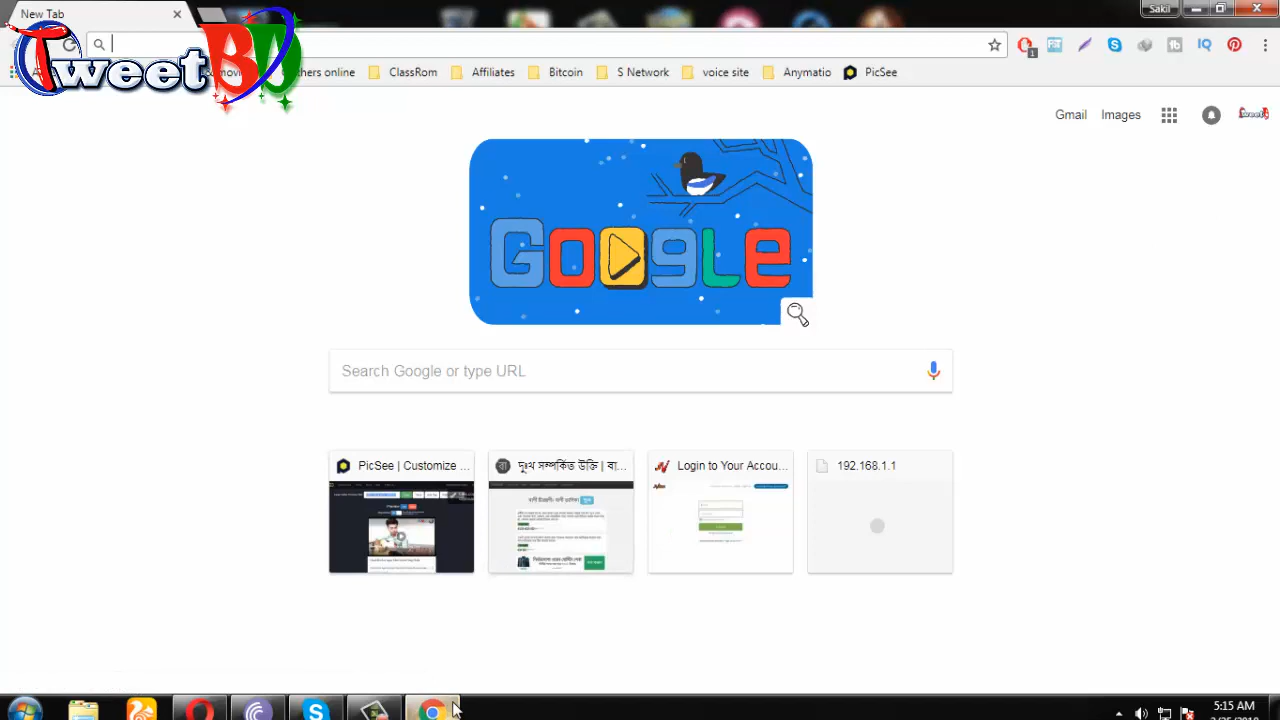 New Tab
Sakil
TweetBD
thers online
ClassRom
Affiliates
Bitcoin
S Network
voice site
Anymatio
PicSee
Gmail
Images
Google
Search Google or type URL
PicSee | Customize ...
দুঃখ সম্পর্কিত উক্তি | বা...
Login to Your Accou...
192.168.1.1
5:15 AM